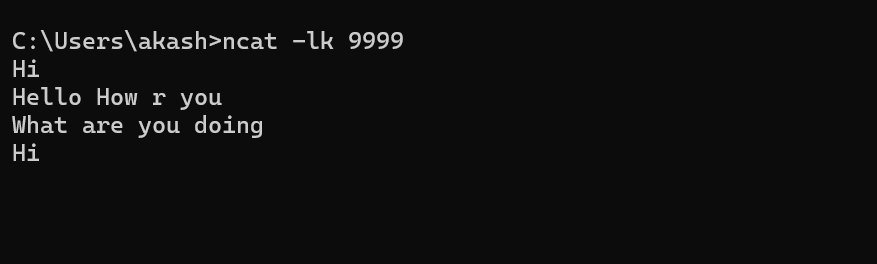 C:\Users\akash>ncat -lk 9999
Hi
Hello How r you
What are you doing
Hi